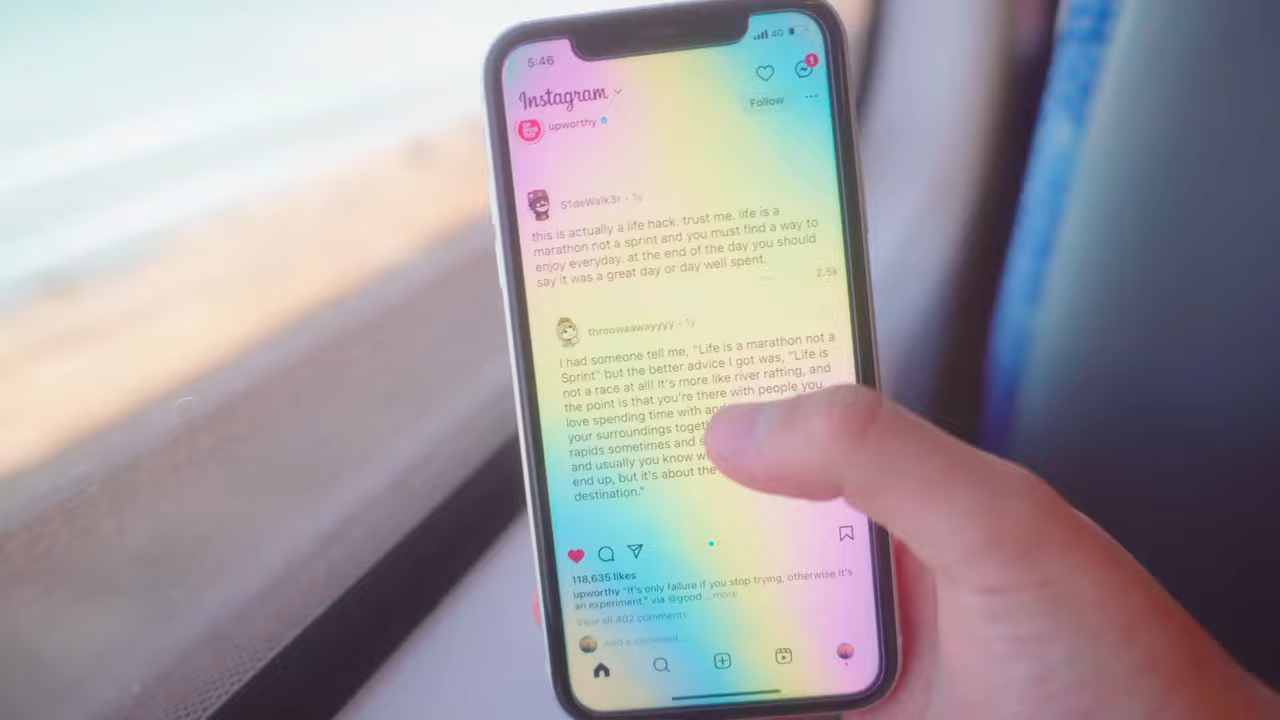 5:46
4G
Instagram
1
upworthy
Follow
S1deWalk3r · 1y
this is actually a life hack. trust me. life is a
marathon not a sprint and you must find a way to
enjoy everyday. at the end of the day you should
say it was a great day or day well spent.
2.5k
throowaawayyyy · 1y
I had someone tell me, "Life is a marathon not a
Sprint" but the better advice I got was, "Life is
not a race at all! It's more like river rafting, and
the point is that you're there with people you
love spending time with and
your surroundings
rapids sometimes and
and usually you know
end up, but it's about the
destination."
118,635 likes
upworthy "It's only failure if you stop trying, otherwise it's
an experiment." via @good... more
View all 402 comments
Add a comment...